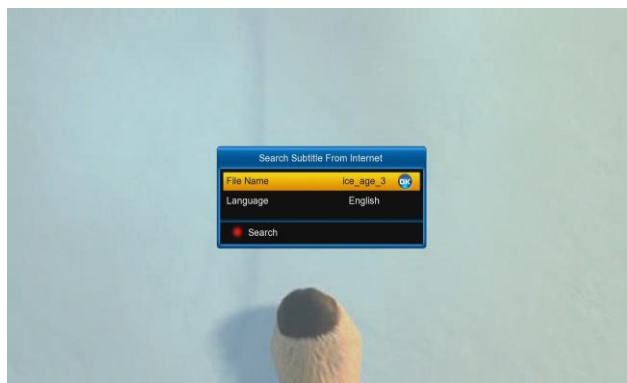 Search Subtitle From Internet
File Name ice_age_3 OK
Language English
Search